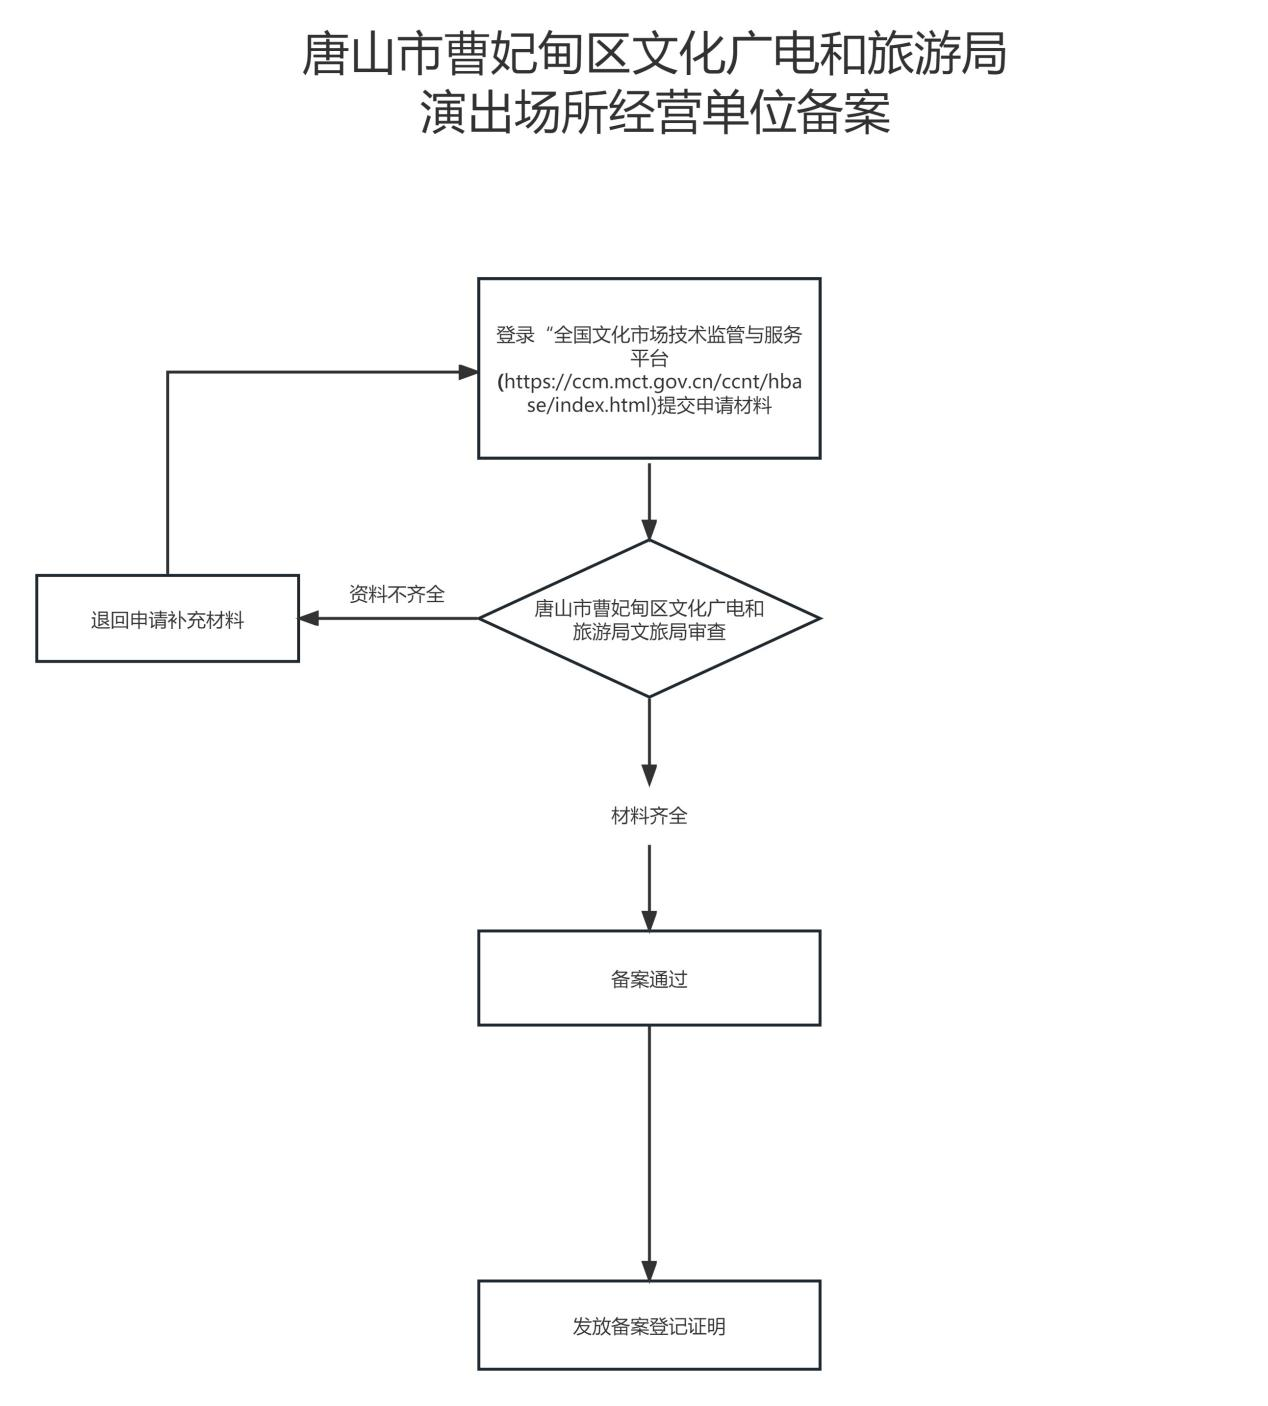 唐山市曹妃甸区文化广电和旅游局
演出场所经营单位备案
登录“全国文化市场技术监管与服务
平台
(https://ccm.mct.gov.cn/ccnt/hba
se/index.html)提交申请材料
资料不齐全
退回申请补充材料
唐山市曹妃甸区文化广电和
旅游局文旅局审查
材料齐全
备案通过
发放备案登记证明